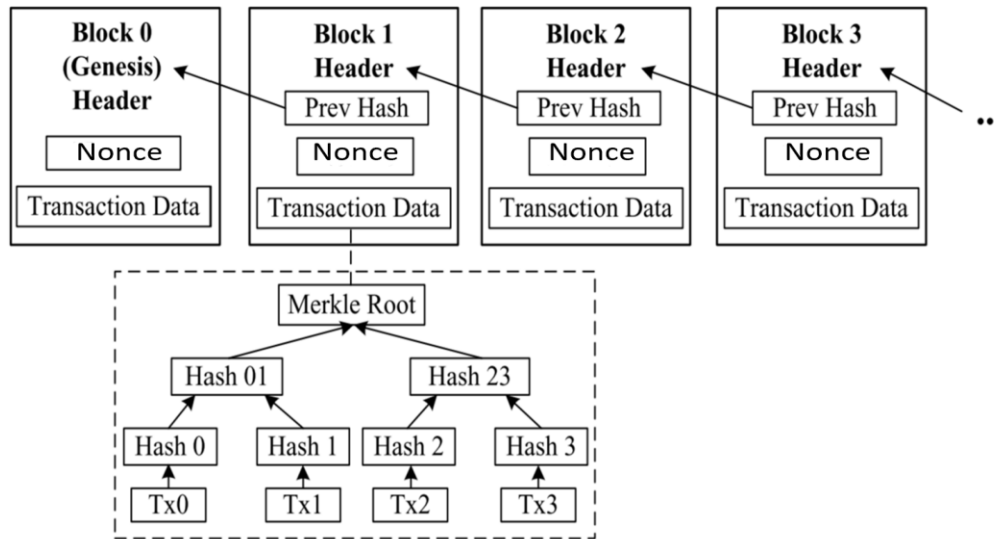 Block 0
(Genesis)
Header
Nonce
Transaction Data
Block 1
Header
Prev Hash
Nonce
Transaction Data
Block 2
Header
Prev Hash
Nonce
Transaction Data
Block 3
Header
Prev Hash
Nonce
Transaction Data
..
Merkle Root
Hash 01
Hash 23
Hash 0
Hash 1
Hash 2
Hash 3
Tx0
Tx1
Tx2
Tx3